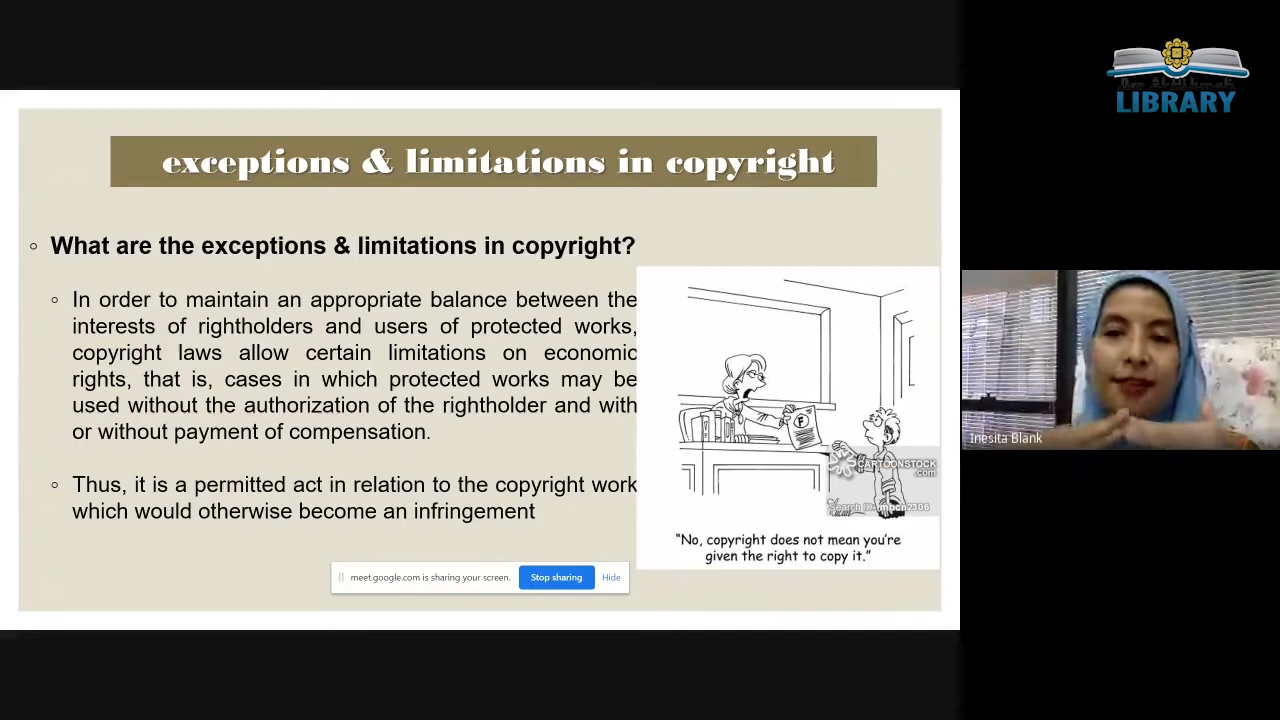 LIBRARY
exceptions & limitations in copyright
◦ What are the exceptions & limitations in copyright?
◦ In order to maintain an appropriate balance between the
interests of rightholders and users of protected works,
copyright laws allow certain limitations on economic
rights, that is, cases in which protected works may be
used without the authorization of the rightholder and with
or without payment of compensation.
◦ Thus, it is a permitted act in relation to the copyright work
which would otherwise become an infringement
CARTOONSTOCK
.com
Search ID: mbcn2306
“No, copyright does not mean you're
given the right to copy it.”
meet.google.com is sharing your screen.
Stop sharing
Hide
Inesita Blank